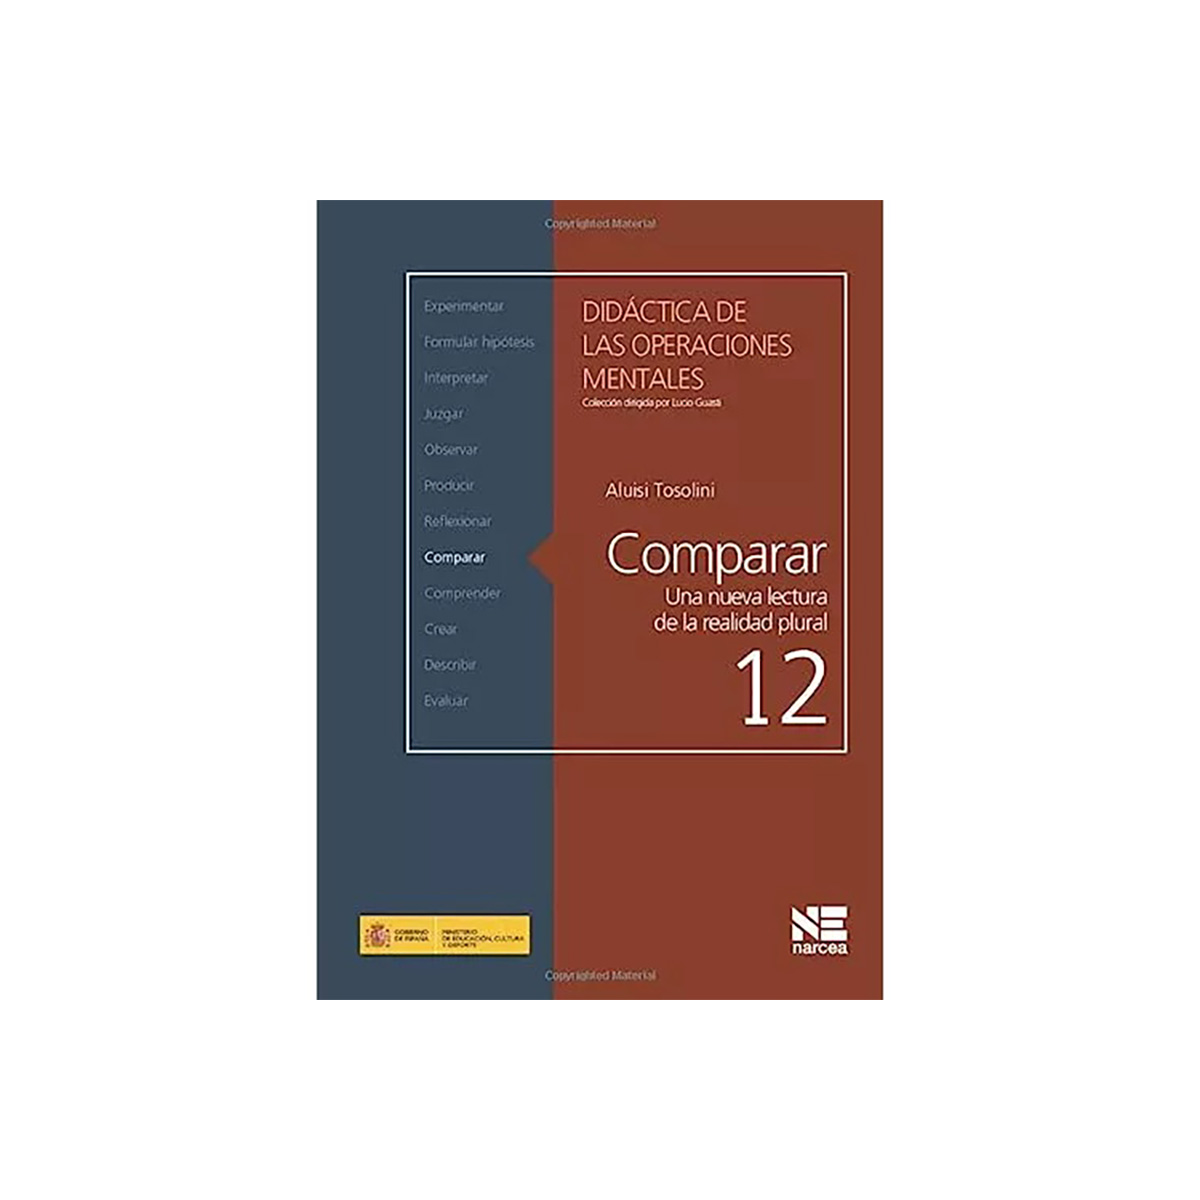 Copyrighted Material
Experimentar
Formular hipótesis
Interpretar
Juzgar
Observar
Producir
Reflexionar
Comparar
Comprender
Crear
Describir
Evaluar
DIDÁCTICA DE
LAS OPERACIONES
MENTALES
Colección dirigida por Lucio Guasti
Aluisi Tosolini
Comparar
Una nueva lectura
de la realidad plural
12
GOBIERNO
DE ESPAÑA
MINISTERIO
DE EDUCACIÓN, CULTURA
Y DEPORTE
NE
narcea
Copyrighted Material